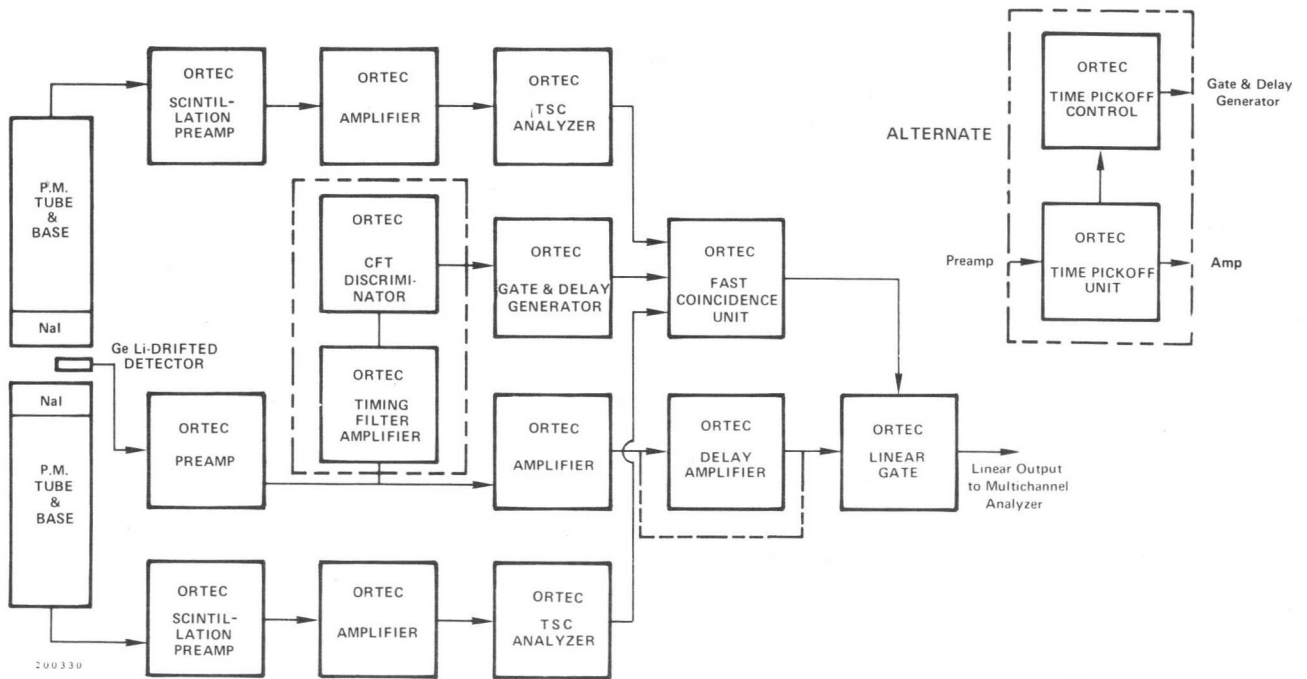 ORTEC
SCINTIL-
LATION
PREAMP
ORTEC
AMPLIFIER
ORTEC
TSC
ANALYZER
P.M.
TUBE
&
BASE
NaI
ORTEC
CFT
DISCRIMI-
NATOR
ORTEC
TIMING
FILTER
AMPLIFIER
ORTEC
GATE & DELAY
GENERATOR
ORTEC
FAST
COINCIDENCE
UNIT
ALTERNATE
ORTEC
TIME PICKOFF
CONTROL
Gate & Delay
Generator
Preamp
ORTEC
TIME PICKOFF
UNIT
Amp
Ge Li-DRIFTED
DETECTOR
NaI
P.M.
TUBE
&
BASE
ORTEC
PREAMP
ORTEC
AMPLIFIER
ORTEC
DELAY
AMPLIFIER
ORTEC
LINEAR
GATE
Linear Output
to Multichannel
Analyzer
ORTEC
SCINTIL-
LATION
PREAMP
ORTEC
AMPLIFIER
ORTEC
TSC
ANALYZER
200330